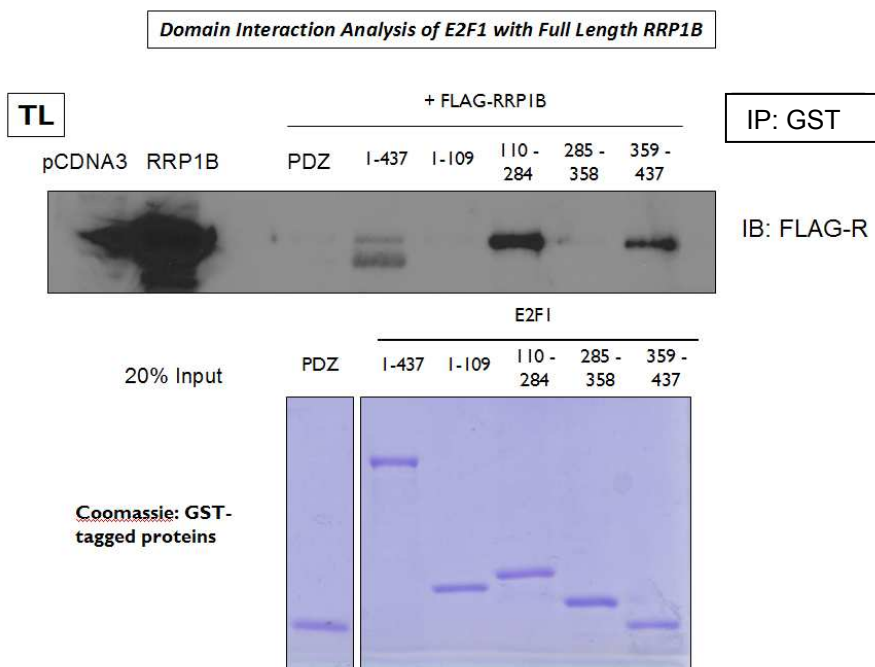 Domain Interaction Analysis of E2F1 with Full Length RRP1B
TL
+ FLAG-RRP1B
IP: GST
pCDNA3 RRP1B PDZ 1-437 1-109 110 - 284 285 - 358 359 - 437
IB: FLAG-R
E2F1
20% Input PDZ 1-437 1-109 110 - 284 285 - 358 359 - 437
Coomassie: GST-
tagged proteins